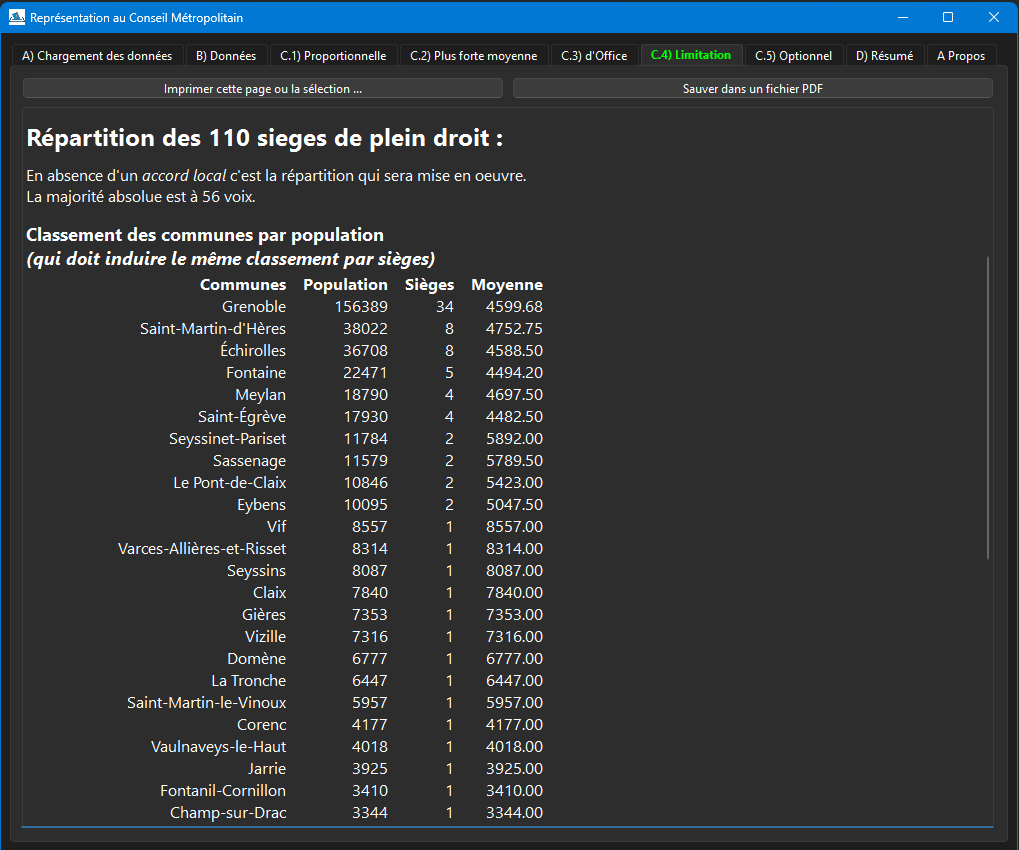 Représentation au Conseil Métropolitain
A) Chargement des données B) Données C.1) Proportionnelle C.2) Plus forte moyenne C.3) d'Office C.4) Limitation C.5) Optionnel D) Résumé A Propos
Imprimer cette page ou la sélection ... Sauver dans un fichier PDF
Répartition des 110 sieges de plein droit :
En absence d'un accord local c'est la répartition qui sera mise en oeuvre.
La majorité absolue est à 56 voix.
Classement des communes par population
(qui doit induire le même classement par sièges)
Communes Population Sièges Moyenne
Grenoble 156389 34 4599.68
Saint-Martin-d'Hères 38022 8 4752.75
Échirolles 36708 8 4588.50
Fontaine 22471 5 4494.20
Meylan 18790 4 4697.50
Saint-Égrève 17930 4 4482.50
Seyssinet-Pariset 11784 2 5892.00
Sassenage 11579 2 5789.50
Le Pont-de-Claix 10846 2 5423.00
Eybens 10095 2 5047.50
Vif 8557 1 8557.00
Varces-Allières-et-Risset 8314 1 8314.00
Seyssins 8087 1 8087.00
Claix 7840 1 7840.00
Gières 7353 1 7353.00
Vizille 7316 1 7316.00
Domène 6777 1 6777.00
La Tronche 6447 1 6447.00
Saint-Martin-le-Vinoux 5957 1 5957.00
Corenc 4177 1 4177.00
Vaulnaveys-le-Haut 4018 1 4018.00
Jarrie 3925 1 3925.00
Fontanil-Cornillon 3410 1 3410.00
Champ-sur-Drac 3344 1 3344.00